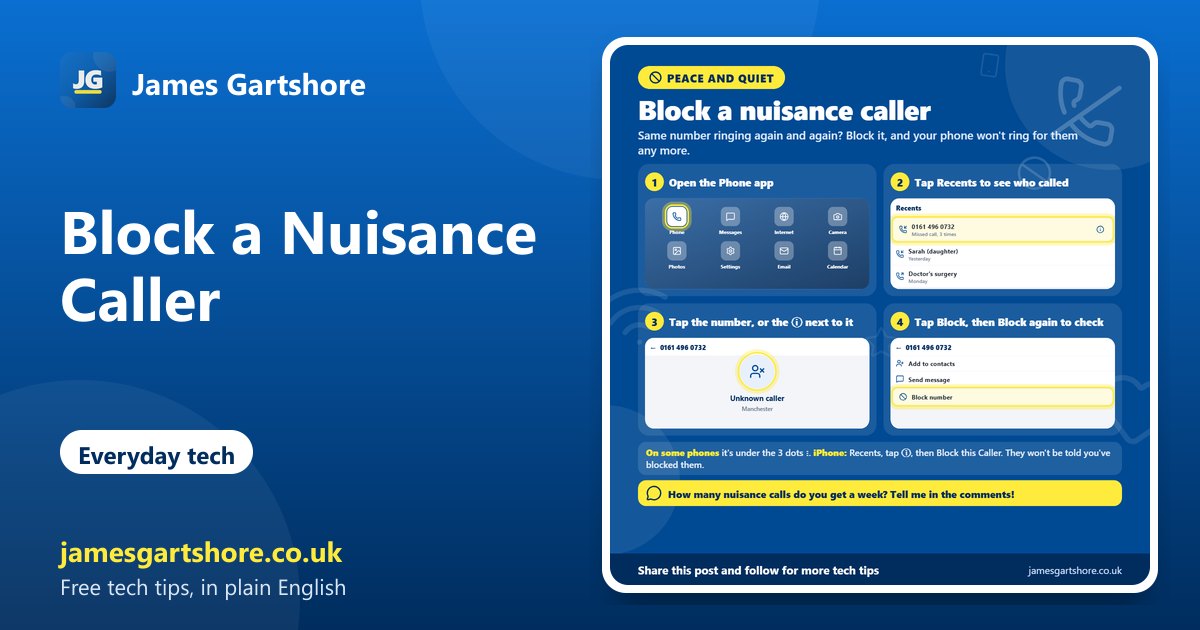 JG
James Gartshore
Block a Nuisance
Caller
Everyday tech
jamesgartshore.co.uk
Free tech tips, in plain English
PEACE AND QUIET
Block a nuisance caller
Same number ringing again and again? Block it, and your phone won't ring for them
any more.
1 Open the Phone app
Phone Messages Internet Camera
Photos Settings Email Calendar
2 Tap Recents to see who called
Recents
0161 496 0732
Missed call, 3 times
Sarah (daughter)
Yesterday
Doctor's surgery
Monday
3 Tap the number, or the ⓘ next to it
← 0161 496 0732
Unknown caller
Manchester
4 Tap Block, then Block again to check
← 0161 496 0732
Add to contacts
Send message
Block number
On some phones it's under the 3 dots ⋮. iPhone: Recents, tap ⓘ, then Block this Caller. They won't be told you've
blocked them.
How many nuisance calls do you get a week? Tell me in the comments!
Share this post and follow for more tech tips
jamesgartshore.co.uk